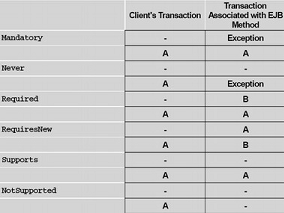 Client's Transaction Transaction Associated with EJB Method
Mandatory - Exception
A A
Never - -
A Exception
Required - B
A A
RequiresNew - A
A B
Supports - -
A A
NotSupported - -
A -